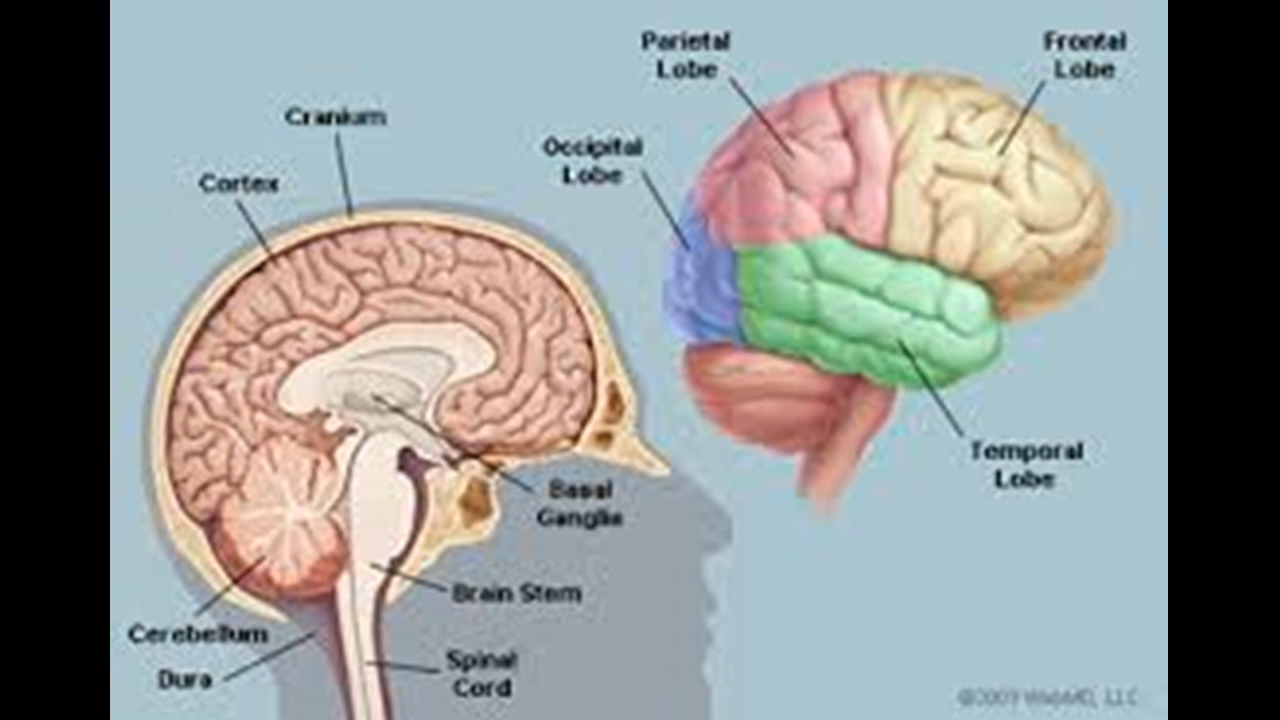 Parietal
Lobe
Frontal
Lobe
Cranium
Occipital
Lobe
Cortex
Temporal
Lobe
Basal
Ganglia
Brain Stem
Cerebellum
Spinal
Cord
Dura
©2009 WebMD, LLC